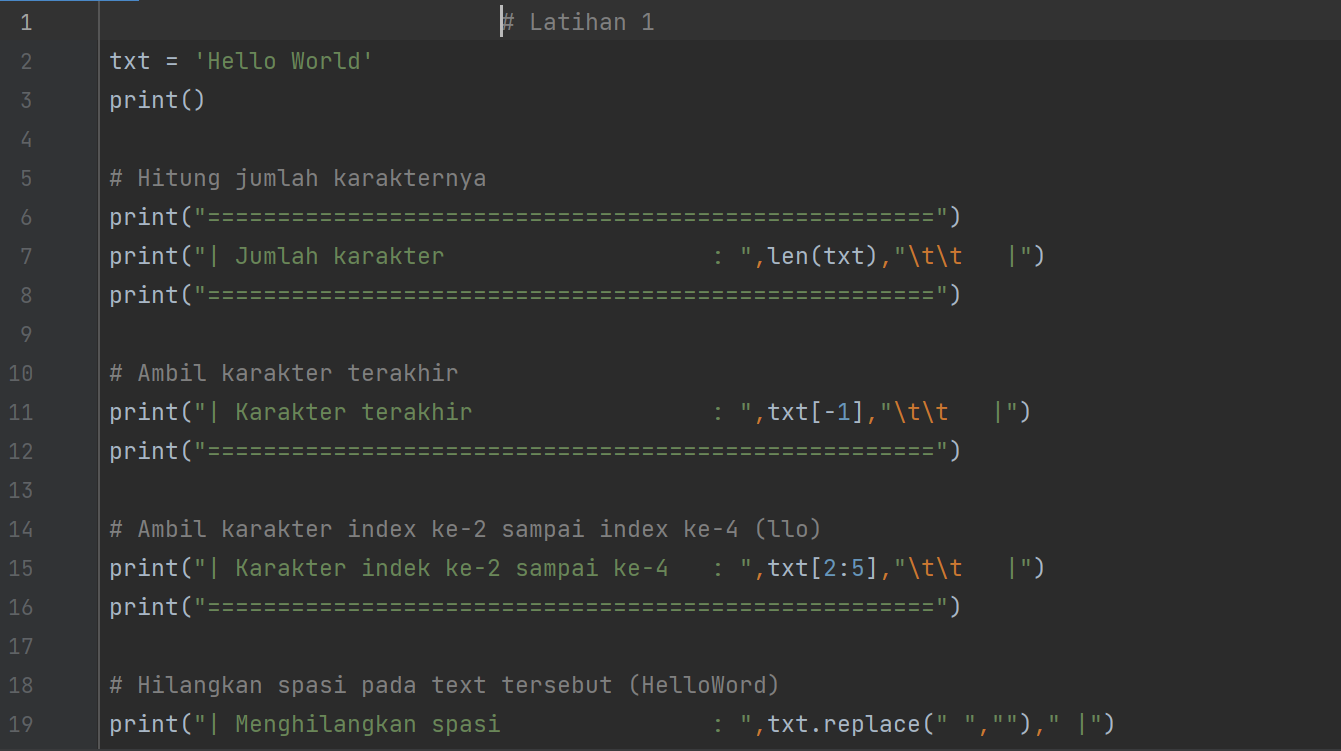 1 # Latihan 1
2 txt = 'Hello World'
3 print()
4
5 # Hitung jumlah karakternya
6 print("====================================================")
7 print("| Jumlah karakter                   : ",len(txt),"\t\t   |")
8 print("====================================================")
9
10 # Ambil karakter terakhir
11 print("| Karakter terakhir                 : ",txt[-1],"\t\t   |")
12 print("====================================================")
13
14 # Ambil karakter index ke-2 sampai index ke-4 (llo)
15 print("| Karakter indek ke-2 sampai ke-4   : ",txt[2:5],"\t\t   |")
16 print("====================================================")
17
18 # Hilangkan spasi pada text tersebut (HelloWord)
19 print("| Menghilangkan spasi               : ",txt.replace(" ","")," |")